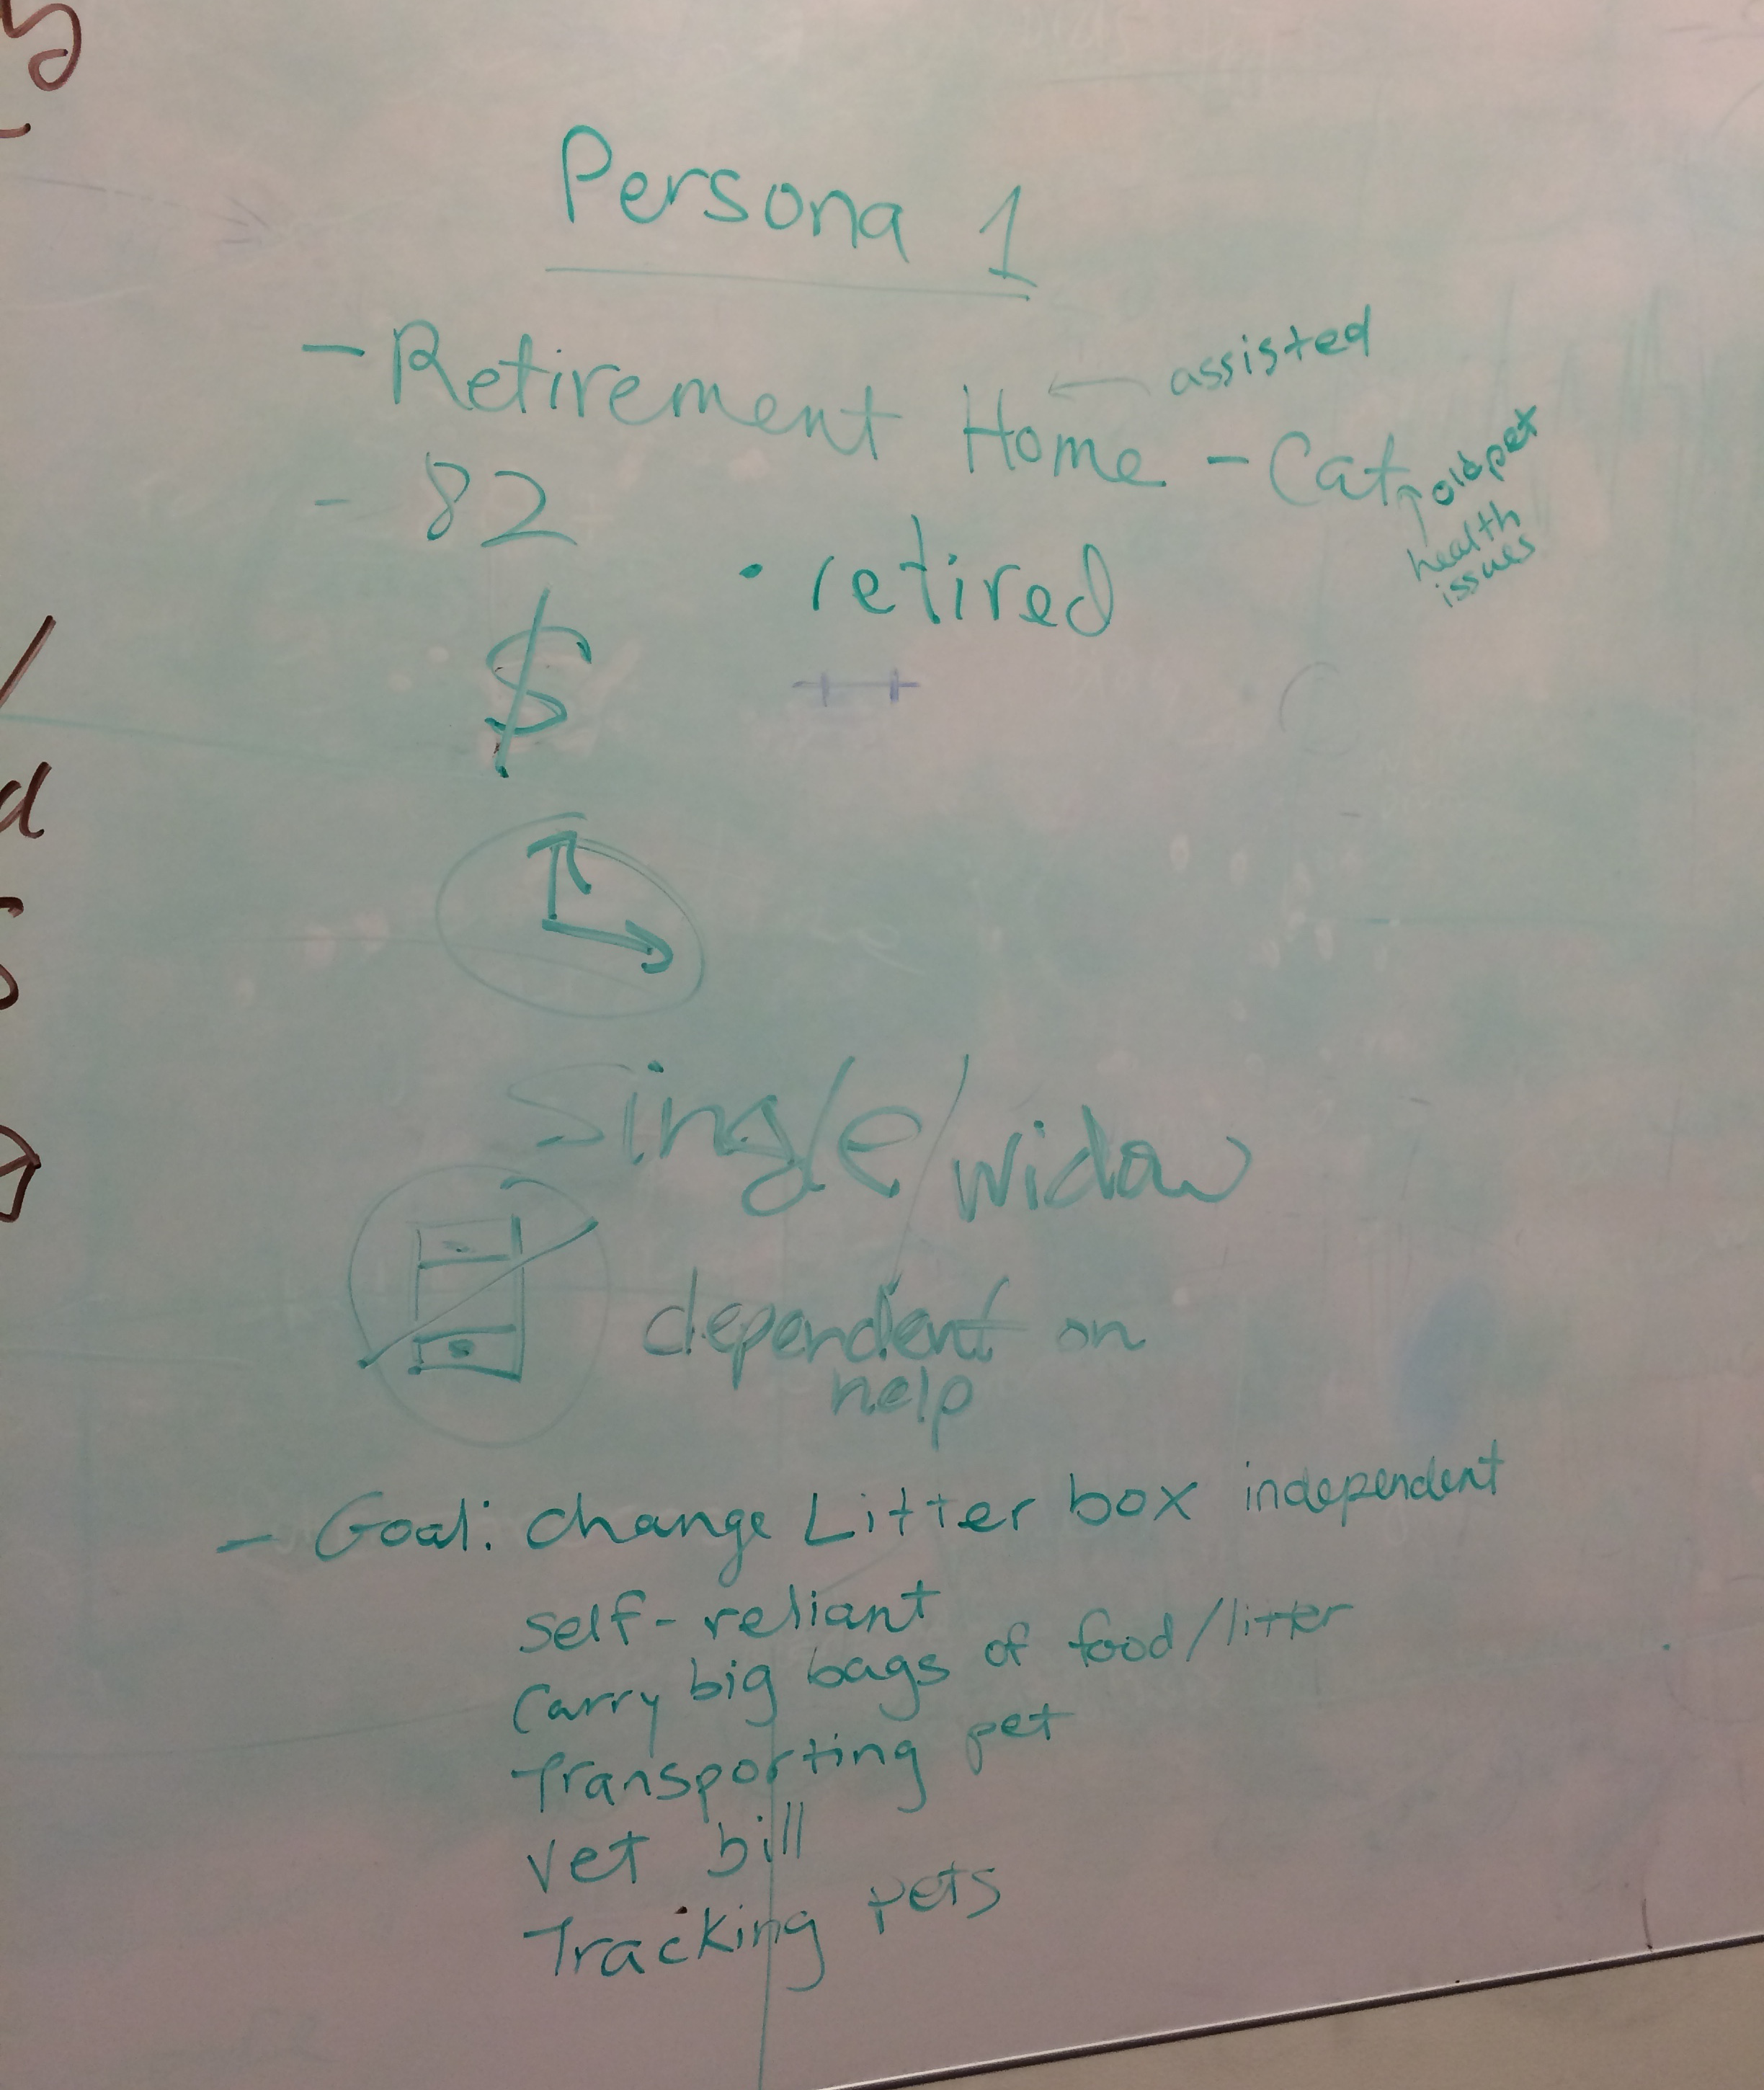 Persona 1
- Retirement Home ← assisted
- Cat ↑ old pet
health
issues
- 82
• retired
$
Single/widow
dependent on
help
- Goal: change Litter box independent
self-reliant
Carry big bags of food/litter
Transporting pet
Vet bill
Tracking pets